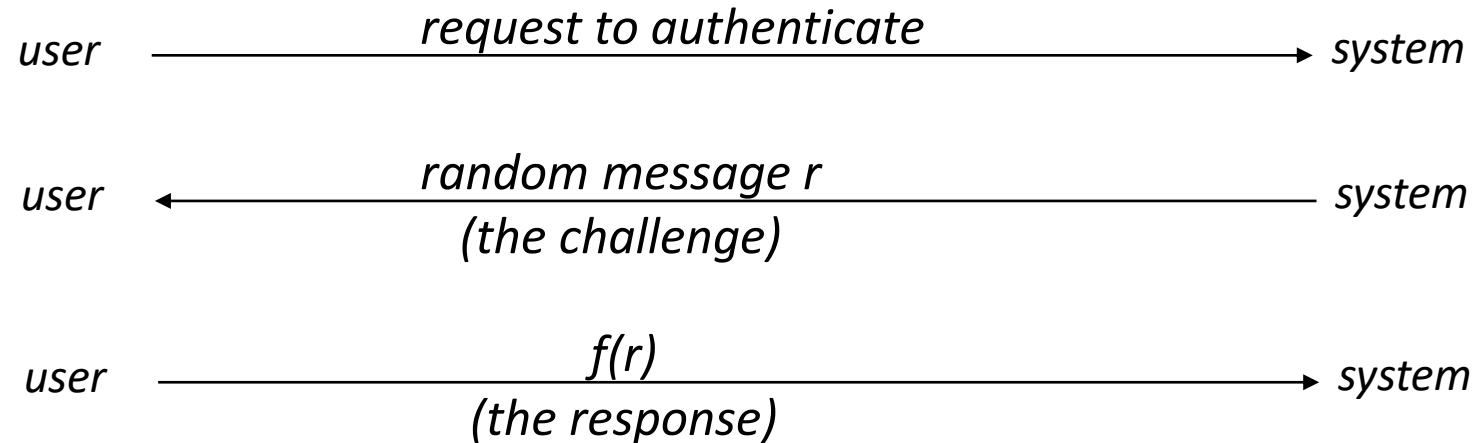 user request to authenticate system
user random message r system
(the challenge)
user f(r) system
(the response)